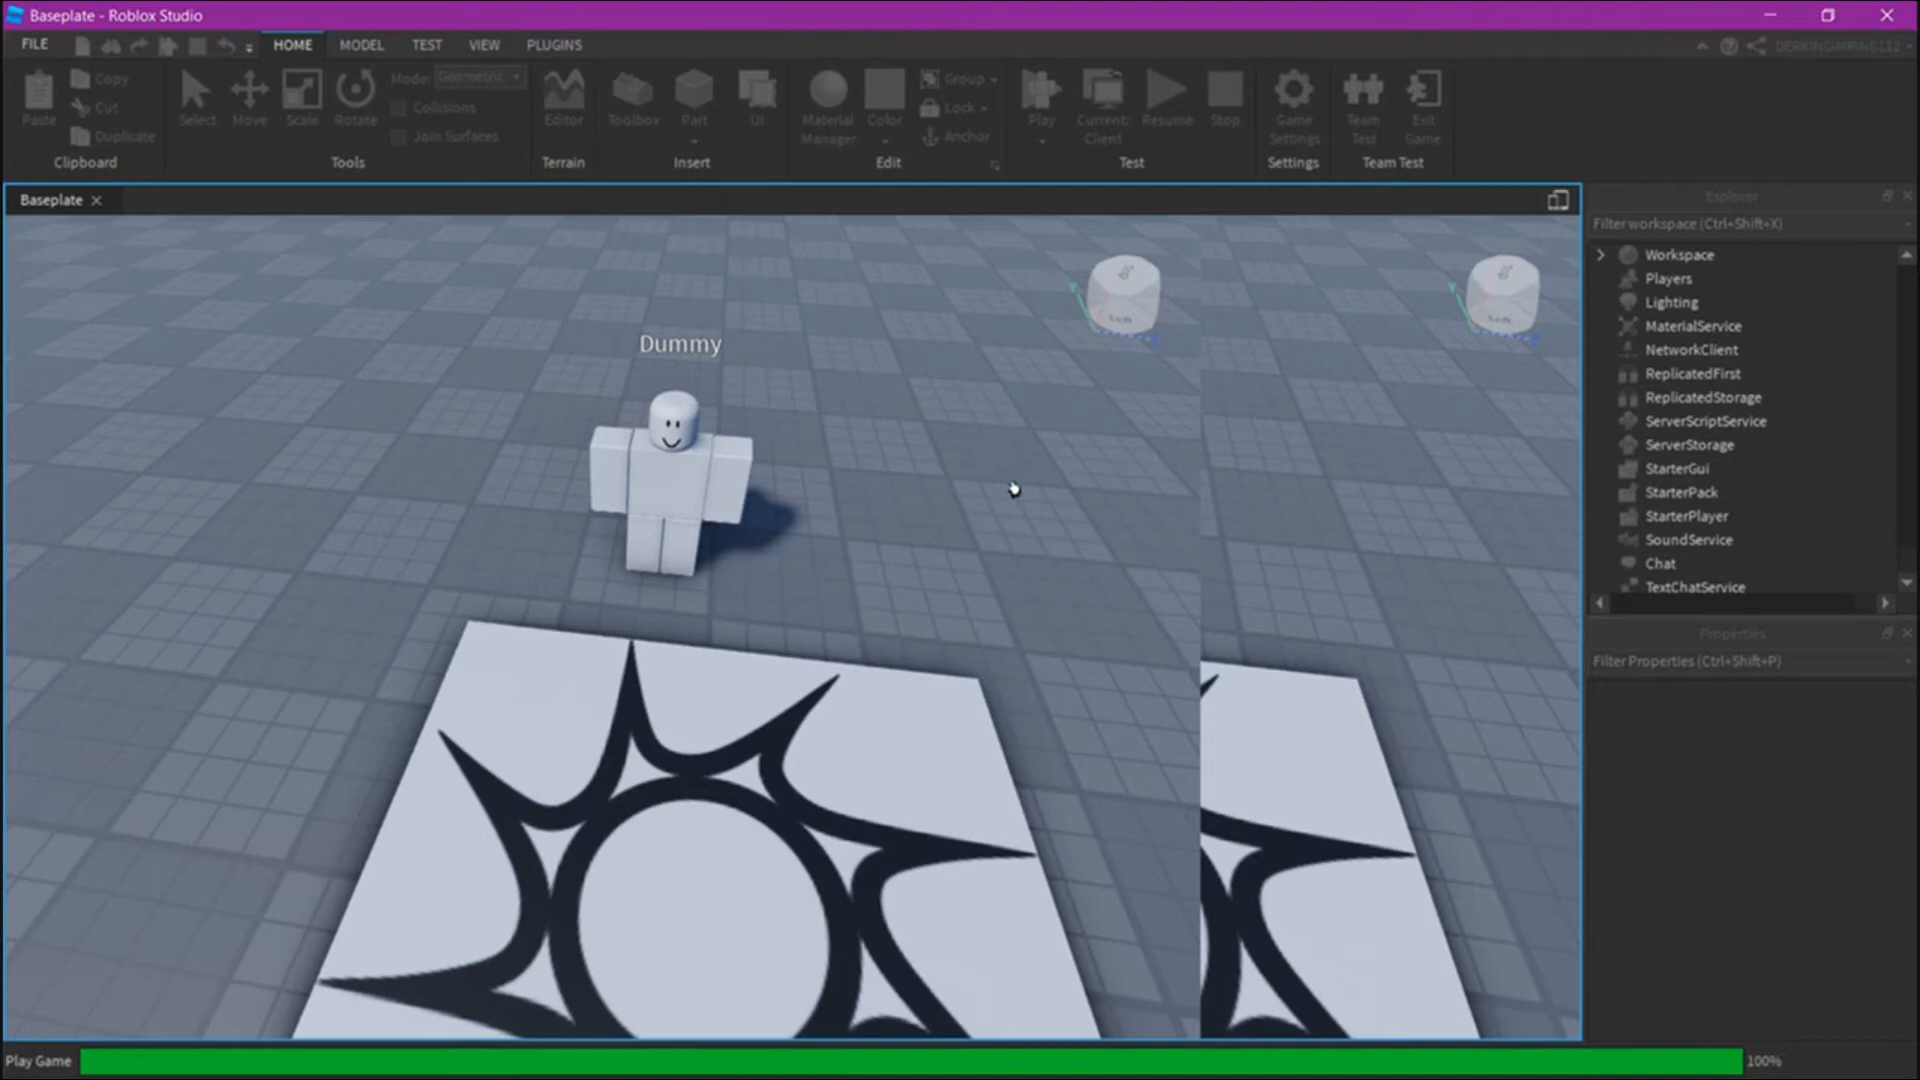 Baseplate - Roblox Studio
FILE HOME MODEL TEST VIEW PLUGINS DERKINGIMRING112
Paste Copy Cut Duplicate
Clipboard
Select Move Scale Rotate Mode: Geometric Collisions Join Surfaces
Tools
Editor
Terrain
Toolbox Part UI
Insert
Material Manager Color Group Lock Anchor
Edit
Play Current: Client Resume Stop
Test
Game Settings
Settings
Team Test Exit Game
Team Test
Baseplate
Dummy
Left
Explorer
Filter workspace (Ctrl+Shift+X)
Workspace
Players
Lighting
MaterialService
NetworkClient
ReplicatedFirst
ReplicatedStorage
ServerScriptService
ServerStorage
StarterGui
StarterPack
StarterPlayer
SoundService
Chat
TextChatService
Properties
Filter Properties (Ctrl+Shift+P)
Play Game 100%